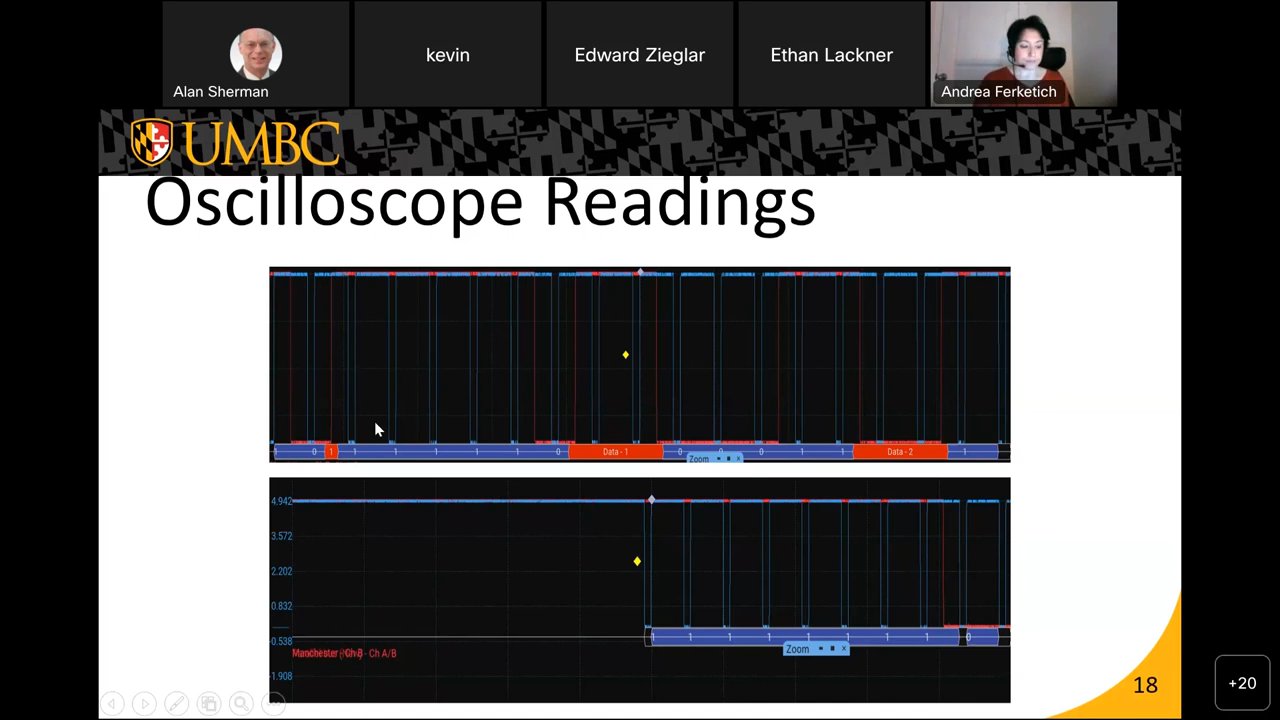 kevin
Edward Zieglar
Ethan Lackner
Alan Sherman
Andrea Ferketich
UMBC
Oscilloscope Readings
1 0 1 1 1 1 1 1 0 Data - 1 0 0 0 1 1 Data - 2 1
Zoom
4.942
3.572
2.202
0.832
-0.538
1 1 1 1 1 1 1 1 0
Zoom
- Ch A/B
-1.908
18
+20